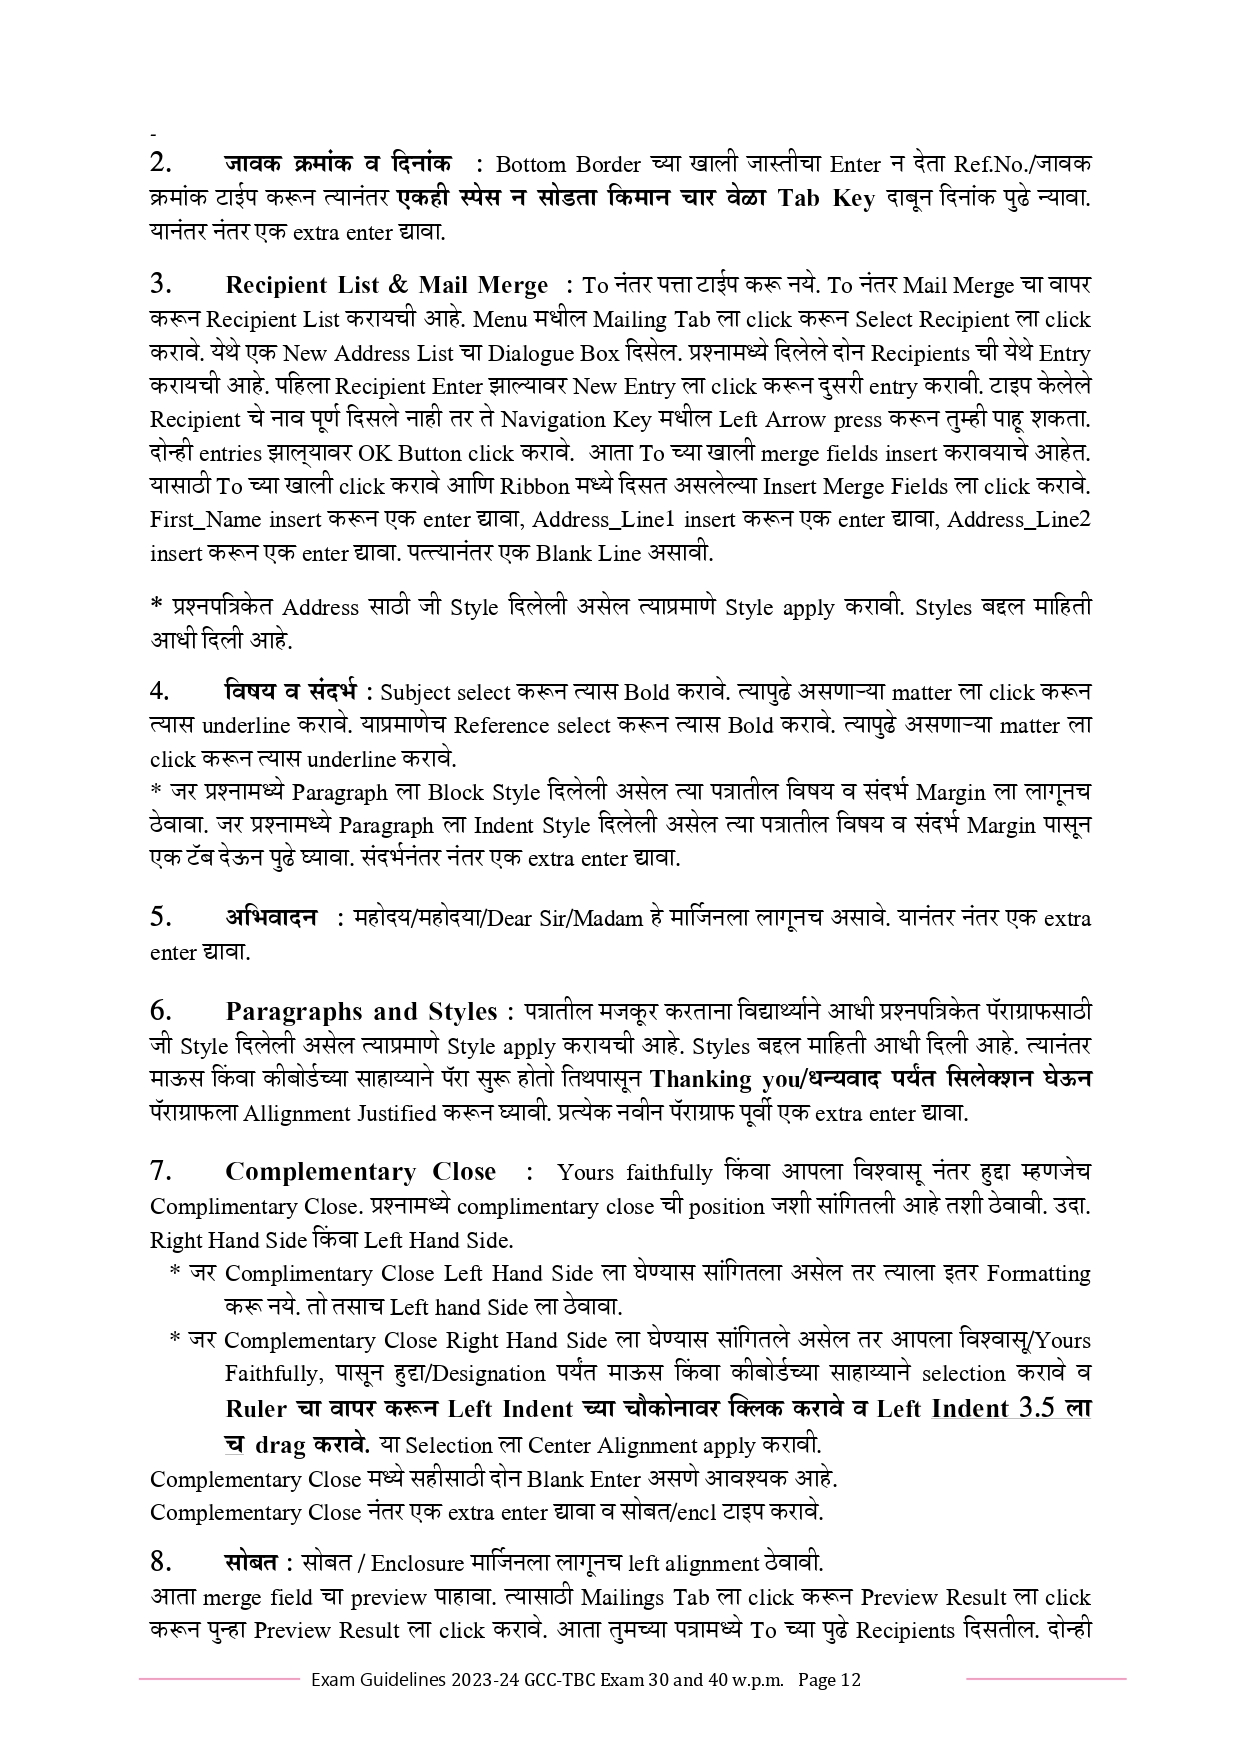 -
2. जावक क्रमांक व दिनांक : Bottom Border च्या खाली जास्तीचा Enter न देता Ref.No./जावक
क्रमांक टाईप करून त्यानंतर एकही स्पेस न सोडता किमान चार वेळा Tab Key दाबून दिनांक पुढे न्यावा.
यानंतर नंतर एक extra enter द्यावा.
3. Recipient List & Mail Merge : To नंतर पत्ता टाईप करू नये. To नंतर Mail Merge चा वापर
करून Recipient List करायची आहे. Menu मधील Mailing Tab ला click करून Select Recipient ला click
करावे. येथे एक New Address List चा Dialogue Box दिसेल. प्रश्नामध्ये दिलेले दोन Recipients ची येथे Entry
करायची आहे. पहिला Recipient Enter झाल्यावर New Entry ला click करून दुसरी entry करावी. टाइप केलेले
Recipient चे नाव पूर्ण दिसले नाही तर ते Navigation Key मधील Left Arrow press करून तुम्ही पाहू शकता.
दोन्ही entries झाल्‌यावर OK Button click करावे. आता To च्या खाली merge fields insert करावयाचे आहेत.
यासाठी To च्या खाली click करावे आणि Ribbon मध्ये दिसत असलेल्या Insert Merge Fields ला click करावे.
First_Name insert करून एक enter द्यावा, Address_Line1 insert करून एक enter द्यावा, Address_Line2
insert करून एक enter द्यावा. पत्त्यानंतर एक Blank Line असावी.
* प्रश्नपत्रिकेत Address साठी जी Style दिलेली असेल त्याप्रमाणे Style apply करावी. Styles बद्दल माहिती
आधी दिली आहे.
4. विषय व संदर्भ : Subject select करून त्यास Bold करावे. त्यापुढे असणाऱ्या matter ला click करून
त्यास underline करावे. याप्रमाणेच Reference select करून त्यास Bold करावे. त्यापुढे असणाऱ्या matter ला
click करून त्यास underline करावे.
* जर प्रश्नामध्ये Paragraph ला Block Style दिलेली असेल त्या पत्रातील विषय व संदर्भ Margin ला लागूनच
ठेवावा. जर प्रश्नामध्ये Paragraph ला Indent Style दिलेली असेल त्या पत्रातील विषय व संदर्भ Margin पासून
एक टॅब देऊन पुढे घ्यावा. संदर्भनंतर नंतर एक extra enter द्यावा.
5. अभिवादन : महोदय/महोदया/Dear Sir/Madam हे मार्जिनला लागूनच असावे. यानंतर नंतर एक extra
enter द्यावा.
6. Paragraphs and Styles : पत्रातील मजकूर करताना विद्यार्थ्याने आधी प्रश्नपत्रिकेत पॅराग्राफसाठी
जी Style दिलेली असेल त्याप्रमाणे Style apply करायची आहे. Styles बद्दल माहिती आधी दिली आहे. त्यानंतर
माऊस किंवा कीबोर्डच्या साहाय्याने पॅरा सुरू होतो तिथपासून Thanking you/धन्यवाद पर्यंत सिलेक्शन घेऊन
पॅराग्राफला Allignment Justified करून घ्यावी. प्रत्येक नवीन पॅराग्राफ पूर्वी एक extra enter द्यावा.
7. Complementary Close : Yours faithfully किंवा आपला विश्वासू नंतर हुद्दा म्हणजेच
Complimentary Close. प्रश्नामध्ये complimentary close ची position जशी सांगितली आहे तशी ठेवावी. उदा.
Right Hand Side किंवा Left Hand Side.
* जर Complimentary Close Left Hand Side ला घेण्यास सांगितला असेल तर त्याला इतर Formatting
करू नये. तो तसाच Left hand Side ला ठेवावा.
* जर Complementary Close Right Hand Side ला घेण्यास सांगितले असेल तर आपला विश्वासू/Yours
Faithfully, पासून हुद्दा/Designation पर्यंत माऊस किंवा कीबोर्डच्या साहाय्याने selection करावे व
Ruler चा वापर करून Left Indent च्या चौकोनावर क्लिक करावे व Left Indent 3.5 ला
च drag करावे. या Selection ला Center Alignment apply करावी.
Complementary Close मध्ये सहीसाठी दोन Blank Enter असणे आवश्यक आहे.
Complementary Close नंतर एक extra enter द्यावा व सोबत/encl टाइप करावे.
8. सोबत : सोबत / Enclosure मार्जिनला लागूनच left alignment ठेवावी.
आता merge field चा preview पाहावा. त्यासाठी Mailings Tab ला click करून Preview Result ला click
करून पुन्हा Preview Result ला click करावे. आता तुमच्या पत्रामध्ये To च्या पुढे Recipients दिसतील. दोन्ही
Exam Guidelines 2023-24 GCC-TBC Exam 30 and 40 w.p.m. Page 12